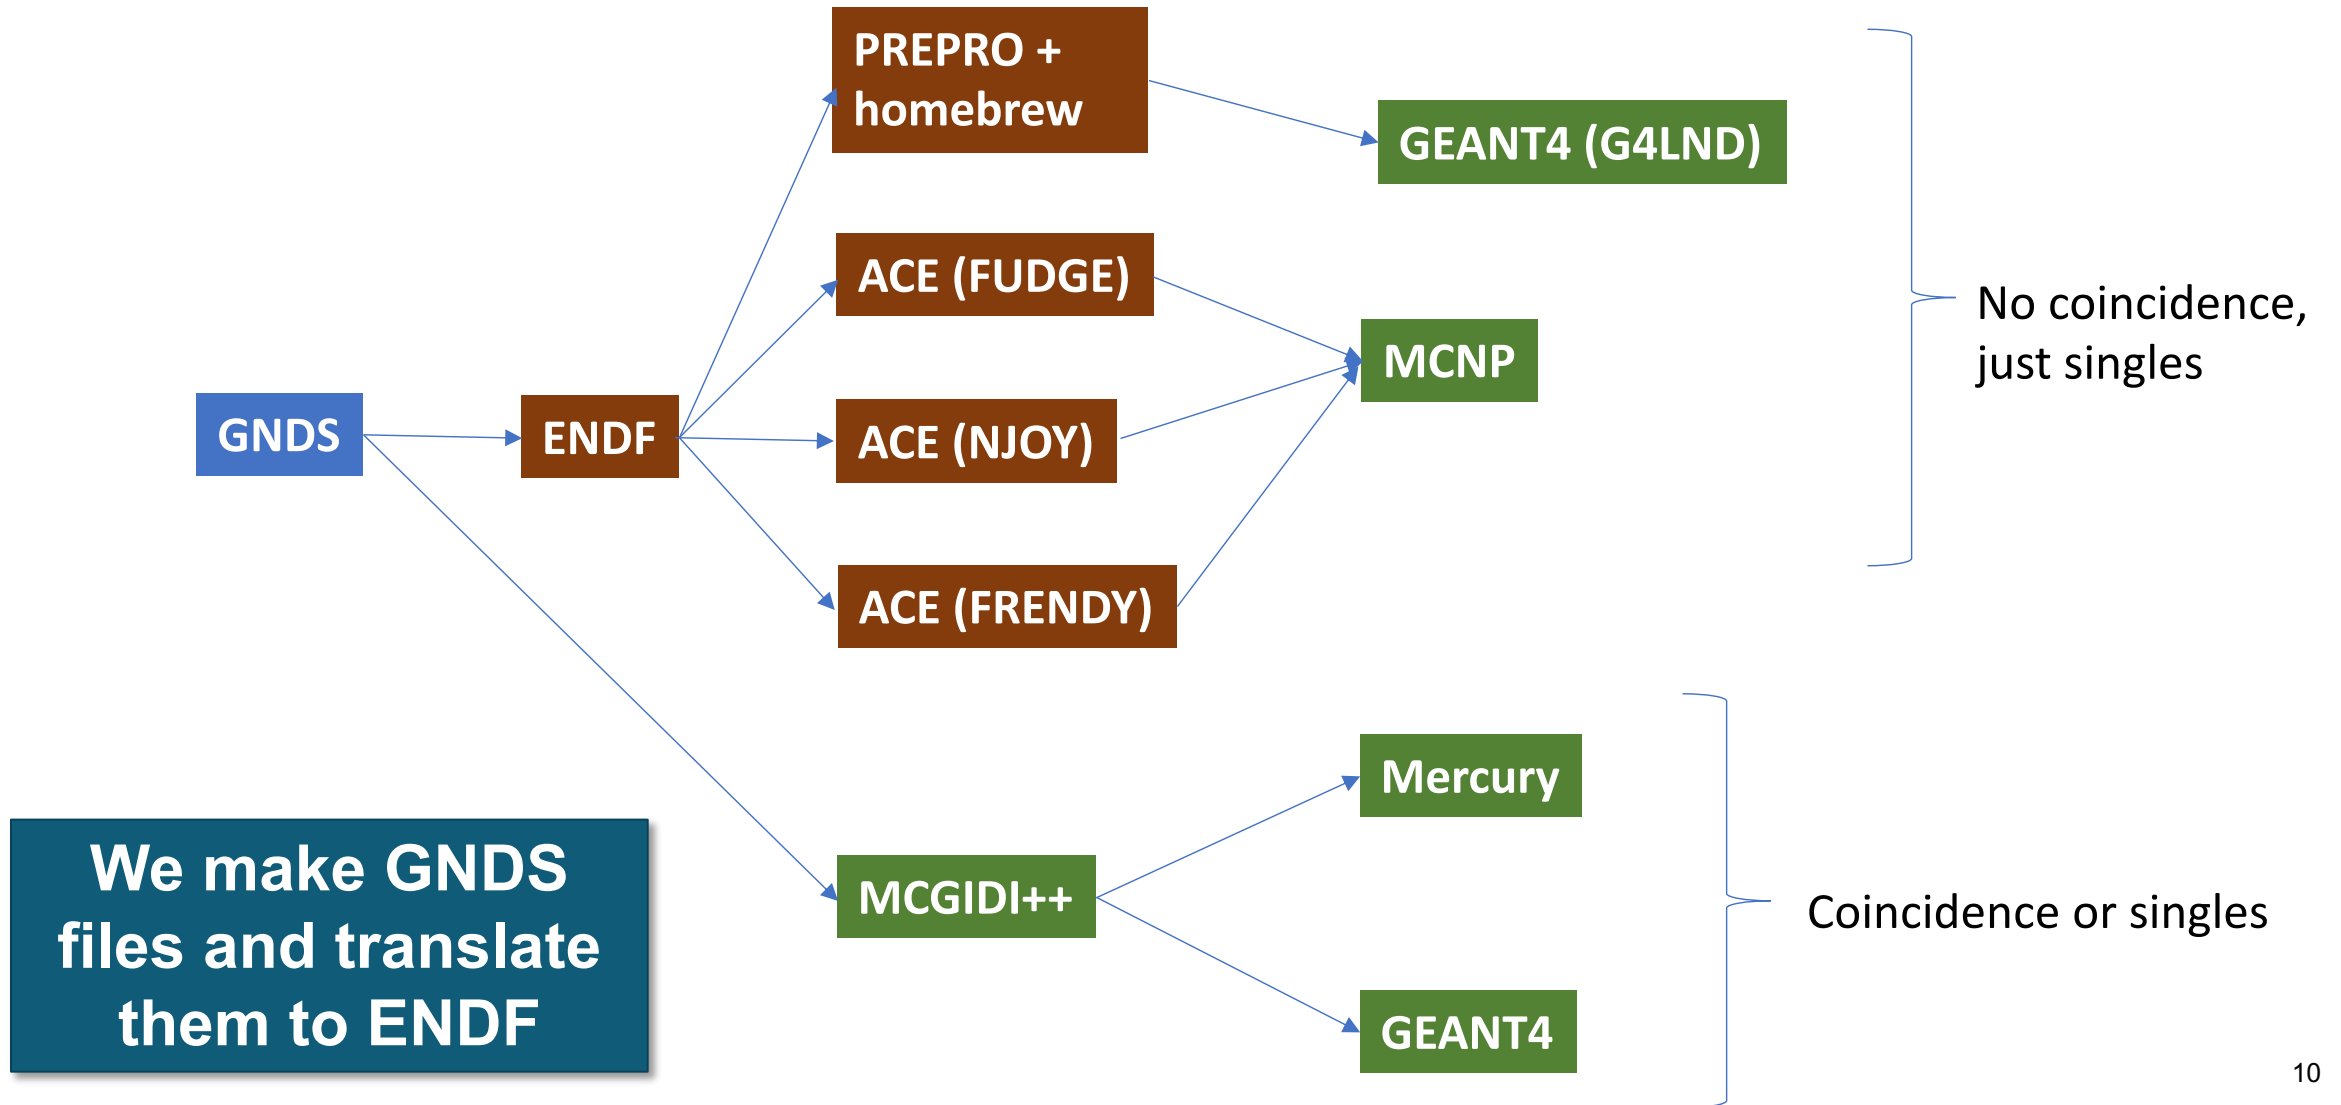 PREPRO +
homebrew
GEANT4 (G4LND)
ACE (FUDGE)
No coincidence,
just singles
MCNP
GNDS
ENDF
ACE (NJOY)
ACE (FRENDY)
Mercury
We make GNDS
files and translate
them to ENDF
MCGIDI++
Coincidence or singles
GEANT4
10